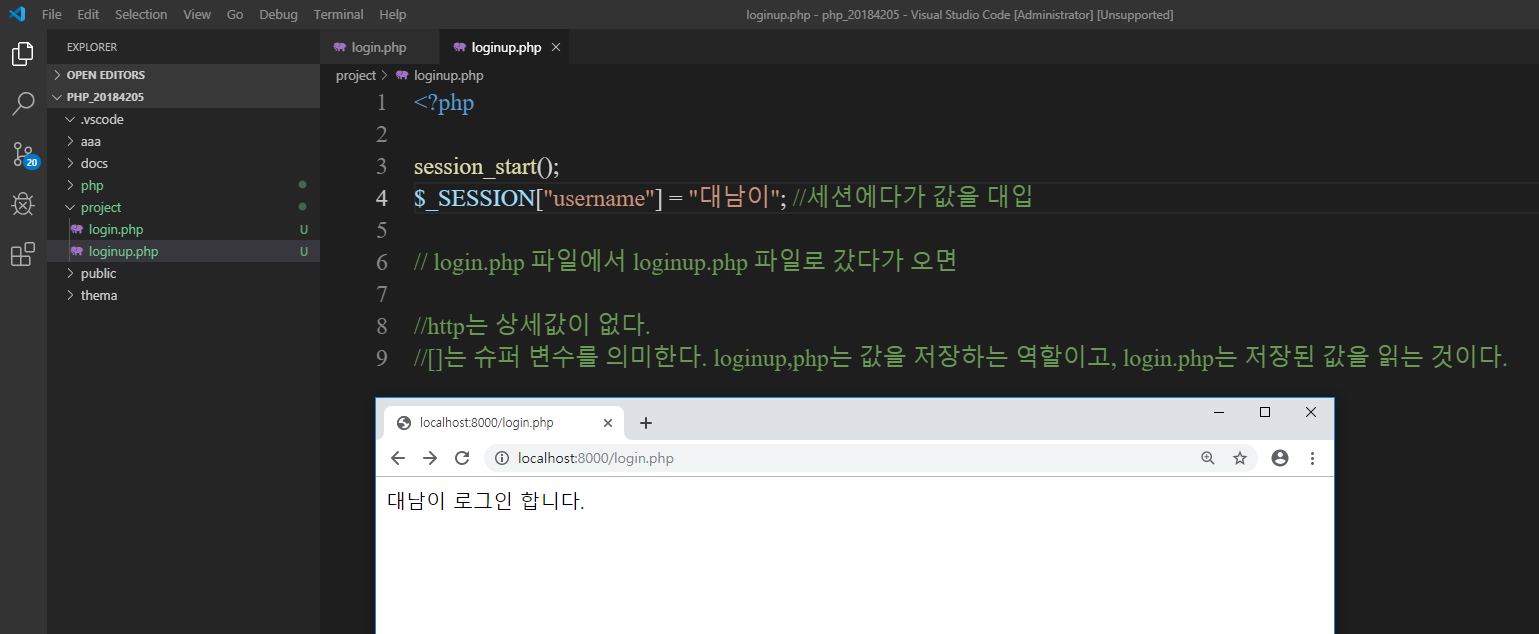 File Edit Selection View Go Debug Terminal Help
loginup.php - php_20184205 - Visual Studio Code [Administrator] [Unsupported]
EXPLORER
OPEN EDITORS
PHP_20184205
.vscode
aaa
docs
php
project
login.php U
loginup.php U
public
thema
20
login.php loginup.php
project > loginup.php
1 <?php
2
3 session_start();
4 $_SESSION["username"] = "대남이"; //세션에다가 값을 대입
5
6 // login.php 파일에서 loginup.php 파일로 갔다가 오면
7
8 //http는 상세값이 없다.
9 //[]는 슈퍼 변수를 의미한다. loginup,php는 값을 저장하는 역할이고, login.php는 저장된 값을 읽는 것이다.
localhost:8000/login.php
localhost:8000/login.php
대남이 로그인 합니다.